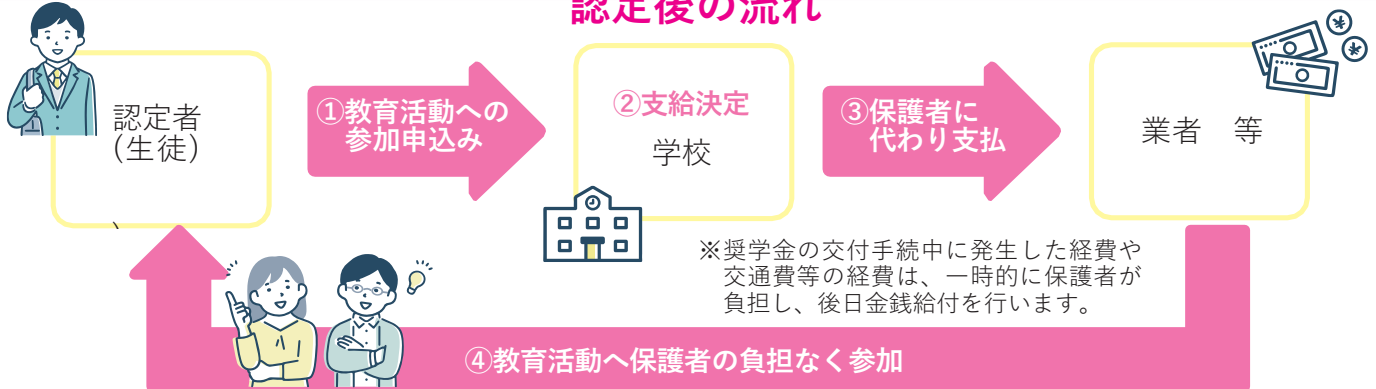 認定後の流れ
認定者
(生徒)
、
①教育活動への
参加申込み
②支給決定
学校
③保護者に
代わり支払
業者　等
※奨学金の交付手続中に発生した経費や
交通費等の経費は、一時的に保護者が
負担し、後日金銭給付を行います。
④教育活動へ保護者の負担なく参加